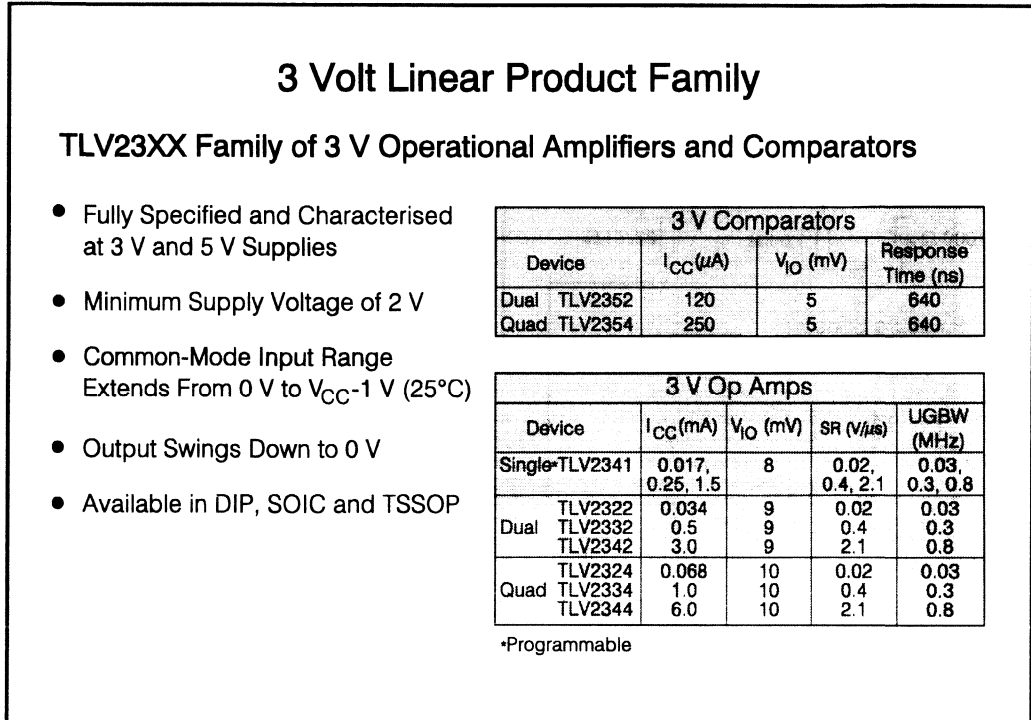 3 Volt Linear Product Family
TLV23XX Family of 3 V Operational Amplifiers and Comparators
• Fully Specified and Characterised
at 3 V and 5 V Supplies
• Minimum Supply Voltage of 2 V
• Common-Mode Input Range
Extends From 0 V to VCC-1 V (25°C)
• Output Swings Down to 0 V
• Available in DIP, SOIC and TSSOP
3 V Comparators
Device ICC(µA) VIO (mV) Response
Time (ns)
Dual TLV2352 120 5 640
Quad TLV2354 250 5 640
3 V Op Amps
Device ICC(mA) VIO (mV) SR (V/µs) UGBW
(MHz)
Single*TLV2341 0.017, 8 0.02, 0.03,
0.25, 1.5 0.4, 2.1 0.3, 0.8
TLV2322 0.034 9 0.02 0.03
Dual TLV2332 0.5 9 0.4 0.3
TLV2342 3.0 9 2.1 0.8
TLV2324 0.068 10 0.02 0.03
Quad TLV2334 1.0 10 0.4 0.3
TLV2344 6.0 10 2.1 0.8
*Programmable